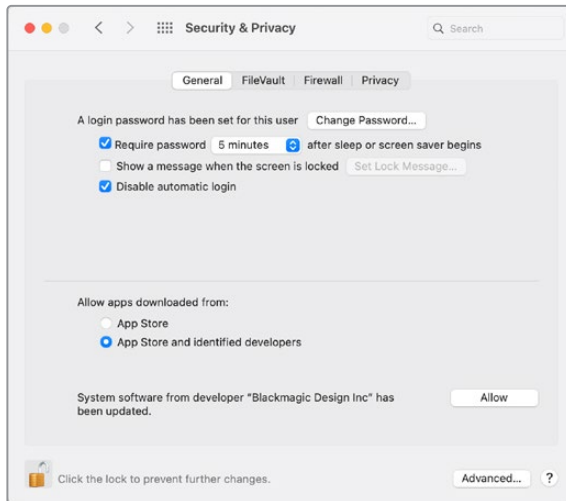 Security & Privacy
Search
General FileVault Firewall Privacy
A login password has been set for this user Change Password...
Require password 5 minutes after sleep or screen saver begins
Show a message when the screen is locked Set Lock Message...
Disable automatic login
Allow apps downloaded from:
App Store
App Store and identified developers
System software from developer "Blackmagic Design Inc" has
been updated.
Allow
Click the lock to prevent further changes.
Advanced... ?